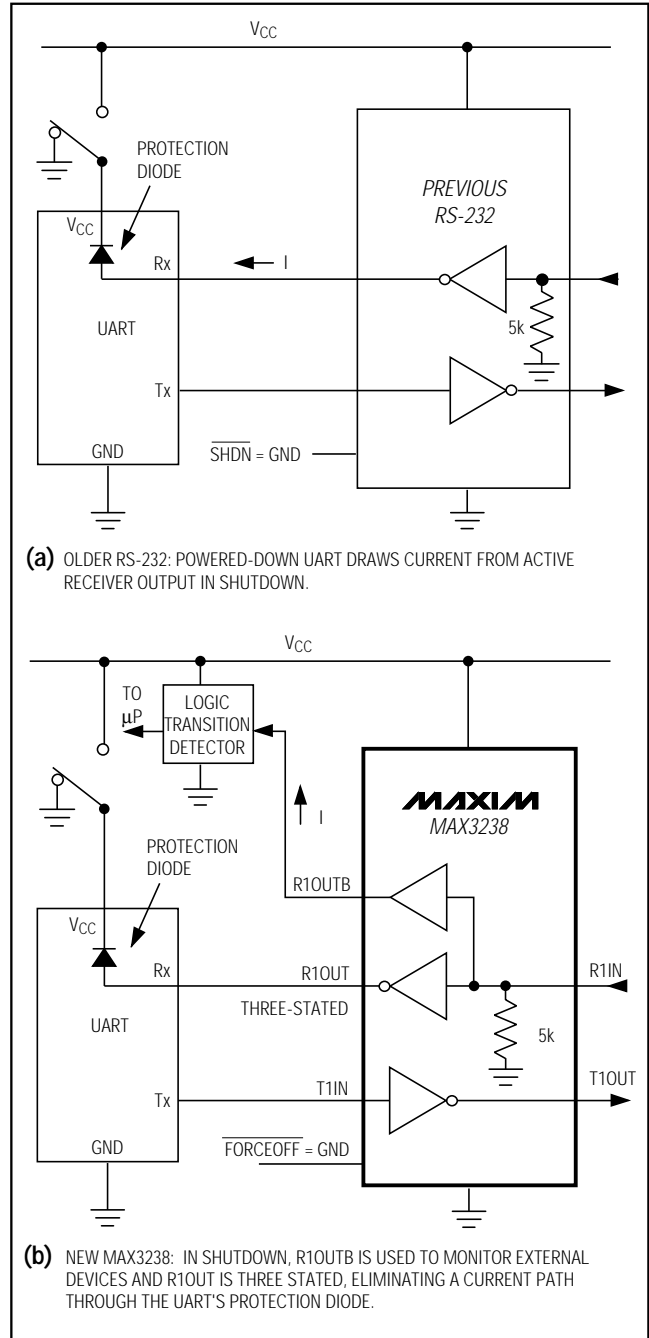 VCC
PROTECTION
DIODE
PREVIOUS
RS-232
VCC
Rx
I
5k
UART
Tx
GND
SHDN = GND
(a) OLDER RS-232: POWERED-DOWN UART DRAWS CURRENT FROM ACTIVE
RECEIVER OUTPUT IN SHUTDOWN.
VCC
TO
μP
LOGIC
TRANSITION
DETECTOR
MAXIM
MAX3238
I
PROTECTION
DIODE
R1OUTB
VCC
Rx
R1OUT
R1IN
THREE-STATED
UART
5k
Tx
T1IN
T1OUT
GND
FORCEOFF = GND
(b) NEW MAX3238: IN SHUTDOWN, R1OUTB IS USED TO MONITOR EXTERNAL
DEVICES AND R1OUT IS THREE STATED, ELIMINATING A CURRENT PATH
THROUGH THE UART'S PROTECTION DIODE.